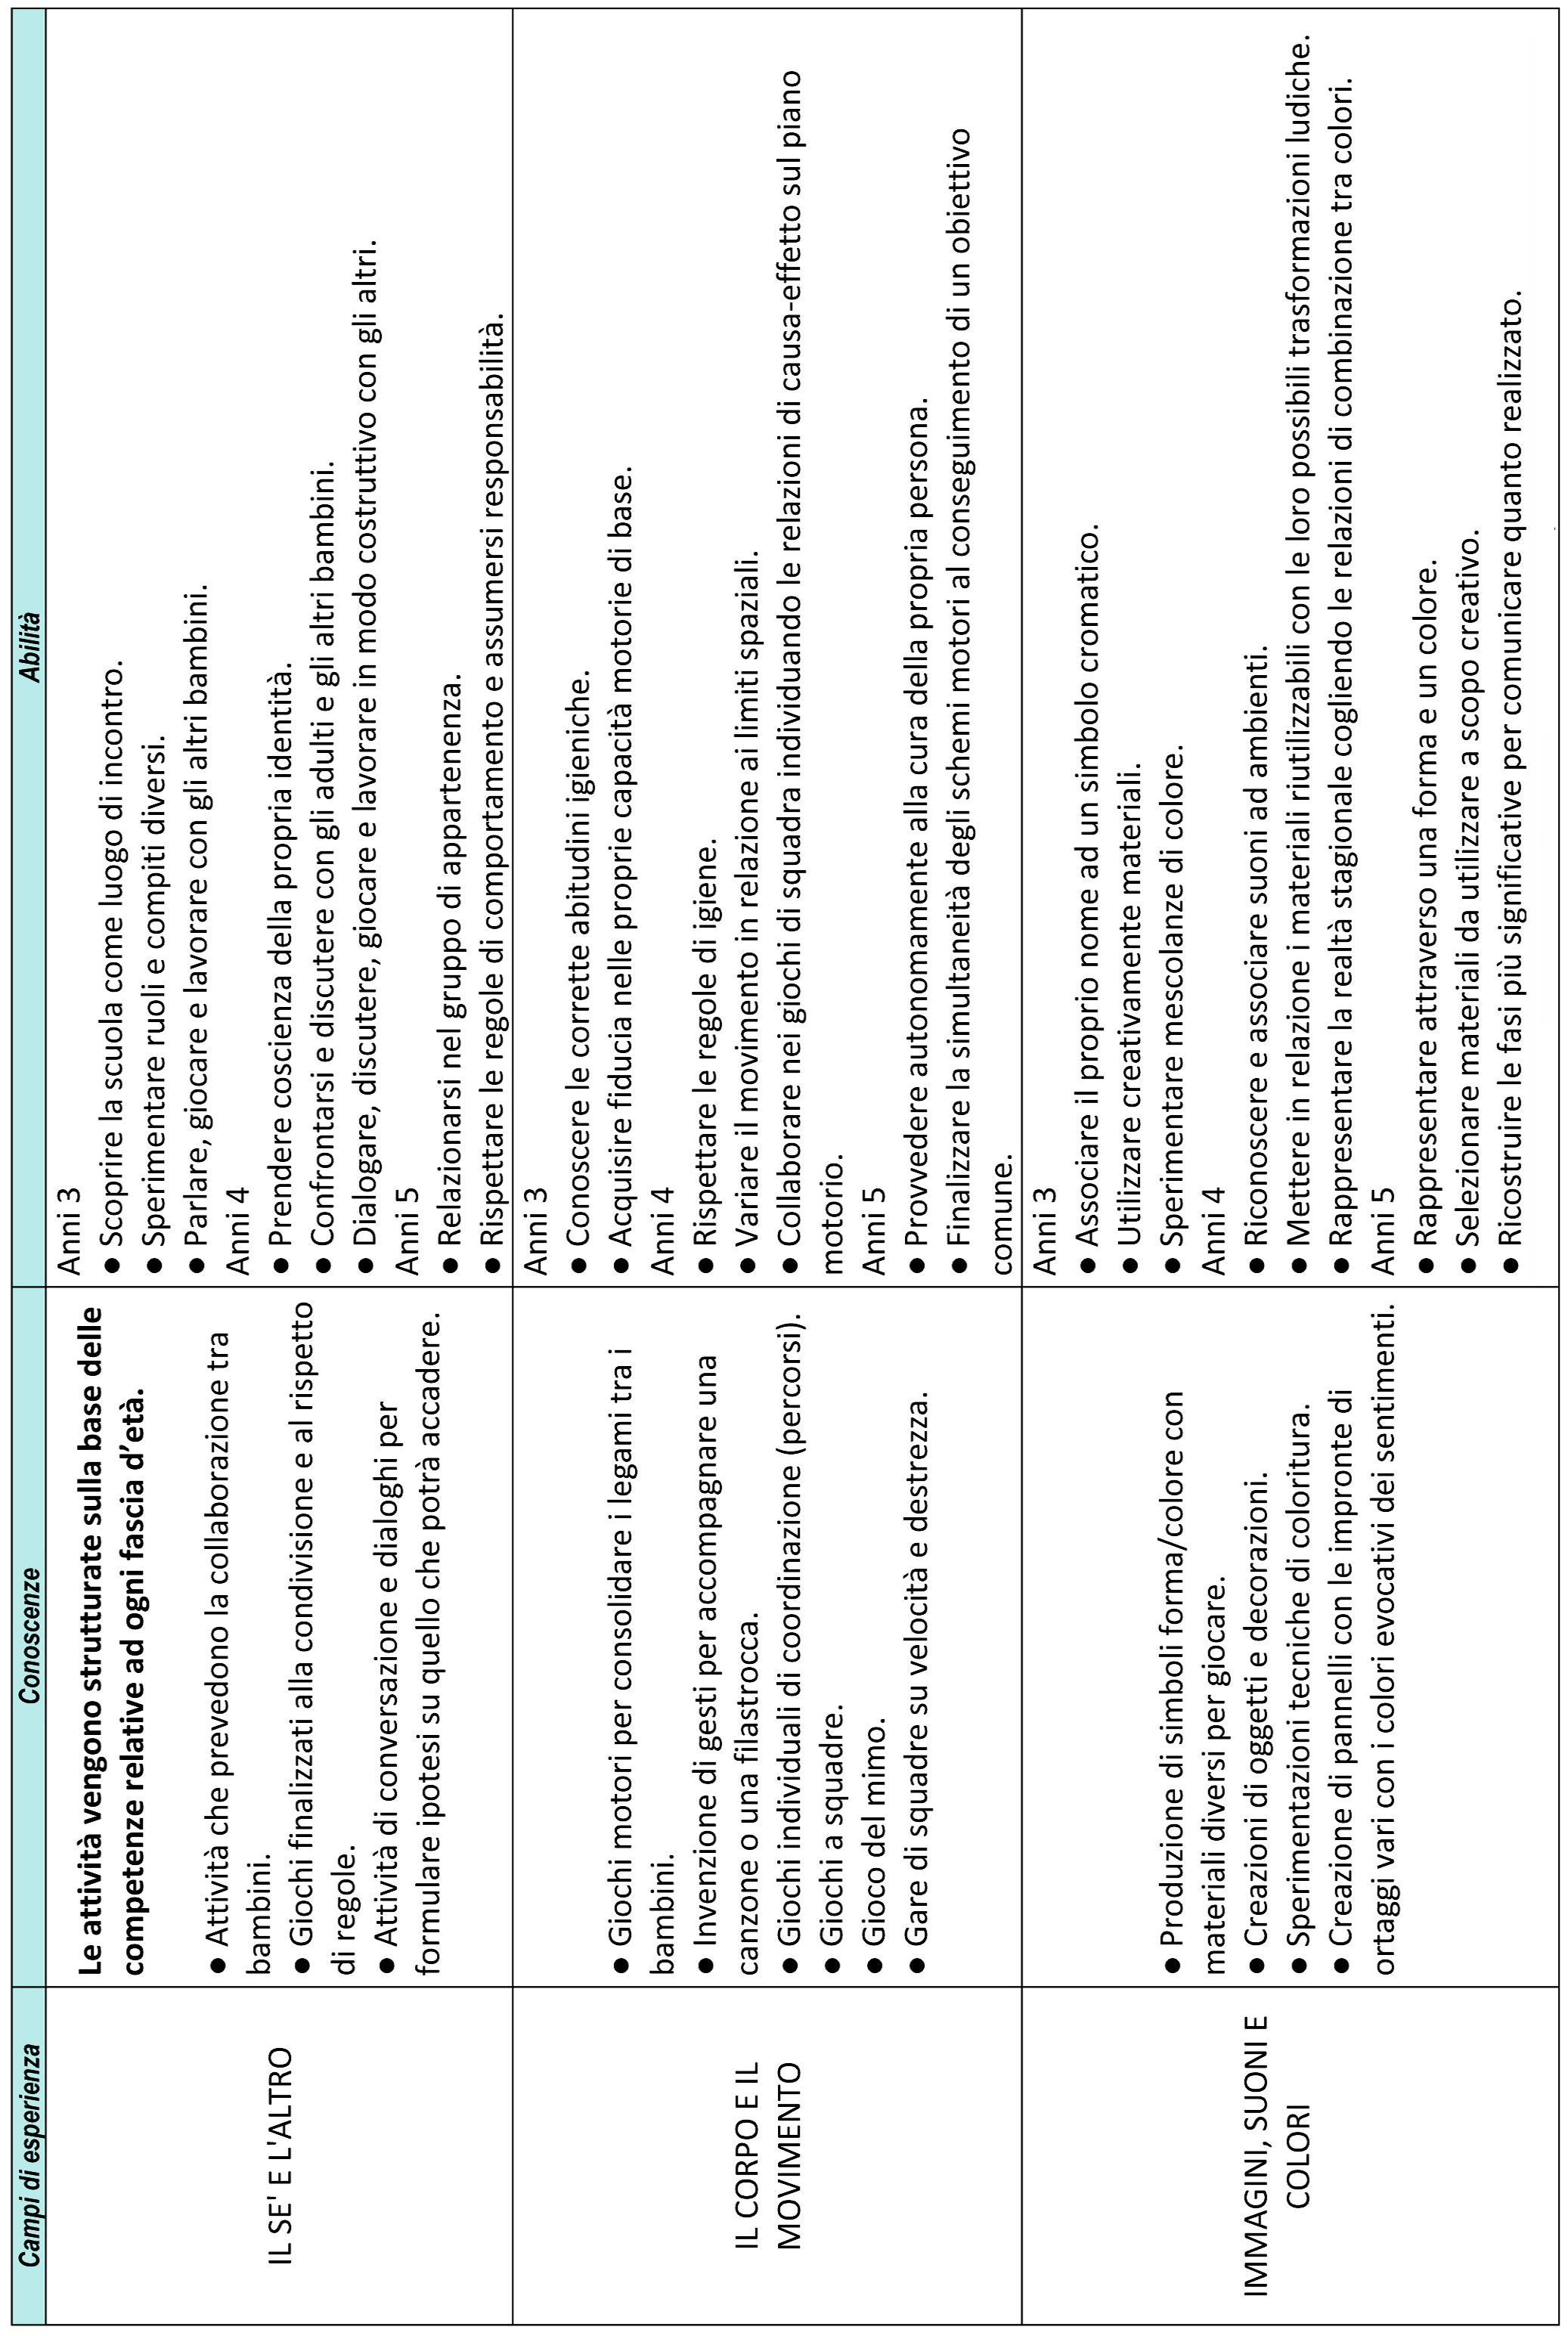 Campi di esperienza
Conoscenze
Abilità
IL SE' E L'ALTRO
Le attività vengono strutturate sulla base delle
competenze relative ad ogni fascia d’età.
● Attività che prevedono la collaborazione tra
bambini.
● Giochi finalizzati alla condivisione e al rispetto
di regole.
● Attività di conversazione e dialoghi per
formulare ipotesi su quello che potrà accadere.
Anni 3
● Scoprire la scuola come luogo di incontro.
● Sperimentare ruoli e compiti diversi.
● Parlare, giocare e lavorare con gli altri bambini.
Anni 4
● Prendere coscienza della propria identità.
● Confrontarsi e discutere con gli adulti e gli altri bambini.
● Dialogare, discutere, giocare e lavorare in modo costruttivo con gli altri.
Anni 5
● Relazionarsi nel gruppo di appartenenza.
● Rispettare le regole di comportamento e assumersi responsabilità.
IL CORPO E IL
MOVIMENTO
● Giochi motori per consolidare i legami tra i
bambini.
● Invenzione di gesti per accompagnare una
canzone o una filastrocca.
● Giochi individuali di coordinazione (percorsi).
● Giochi a squadre.
● Gioco del mimo.
● Gare di squadre su velocità e destrezza.
Anni 3
● Conoscere le corrette abitudini igieniche.
● Acquisire fiducia nelle proprie capacità motorie di base.
Anni 4
● Rispettare le regole di igiene.
● Variare il movimento in relazione ai limiti spaziali.
● Collaborare nei giochi di squadra individuando le relazioni di causa-effetto sul piano
motorio.
Anni 5
● Provvedere autonomamente alla cura della propria persona.
● Finalizzare la simultaneità degli schemi motori al conseguimento di un obiettivo
comune.
IMMAGINI, SUONI E
COLORI
● Produzione di simboli forma/colore con
materiali diversi per giocare.
● Creazioni di oggetti e decorazioni.
● Sperimentazioni tecniche di coloritura.
● Creazione di pannelli con le impronte di
ortaggi vari con i colori evocativi dei sentimenti.
Anni 3
● Associare il proprio nome ad un simbolo cromatico.
● Utilizzare creativamente materiali.
● Sperimentare mescolanze di colore.
Anni 4
● Riconoscere e associare suoni ad ambienti.
● Mettere in relazione i materiali riutilizzabili con le loro possibili trasformazioni ludiche.
● Rappresentare la realtà stagionale cogliendo le relazioni di combinazione tra colori.
Anni 5
● Rappresentare attraverso una forma e un colore.
● Selezionare materiali da utilizzare a scopo creativo.
● Ricostruire le fasi più significative per comunicare quanto realizzato.